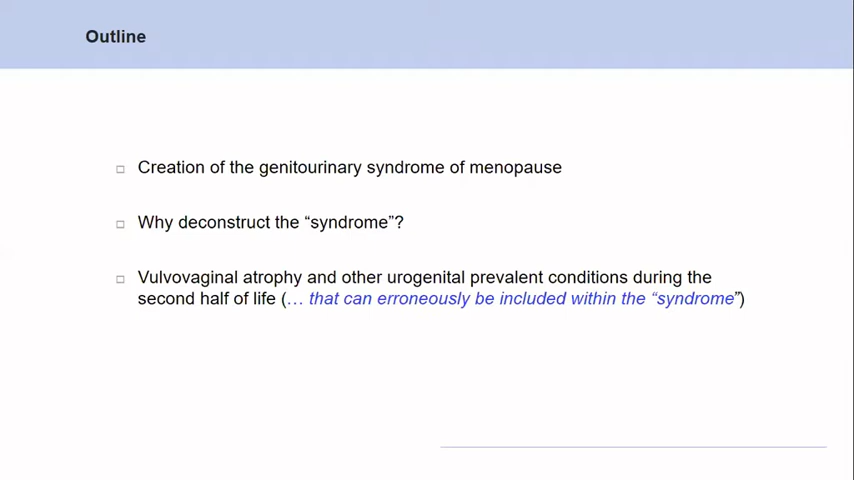 Outline
Creation of the genitourinary syndrome of menopause
Why deconstruct the “syndrome”?
Vulvovaginal atrophy and other urogenital prevalent conditions during the
second half of life (… that can erroneously be included within the “syndrome”)